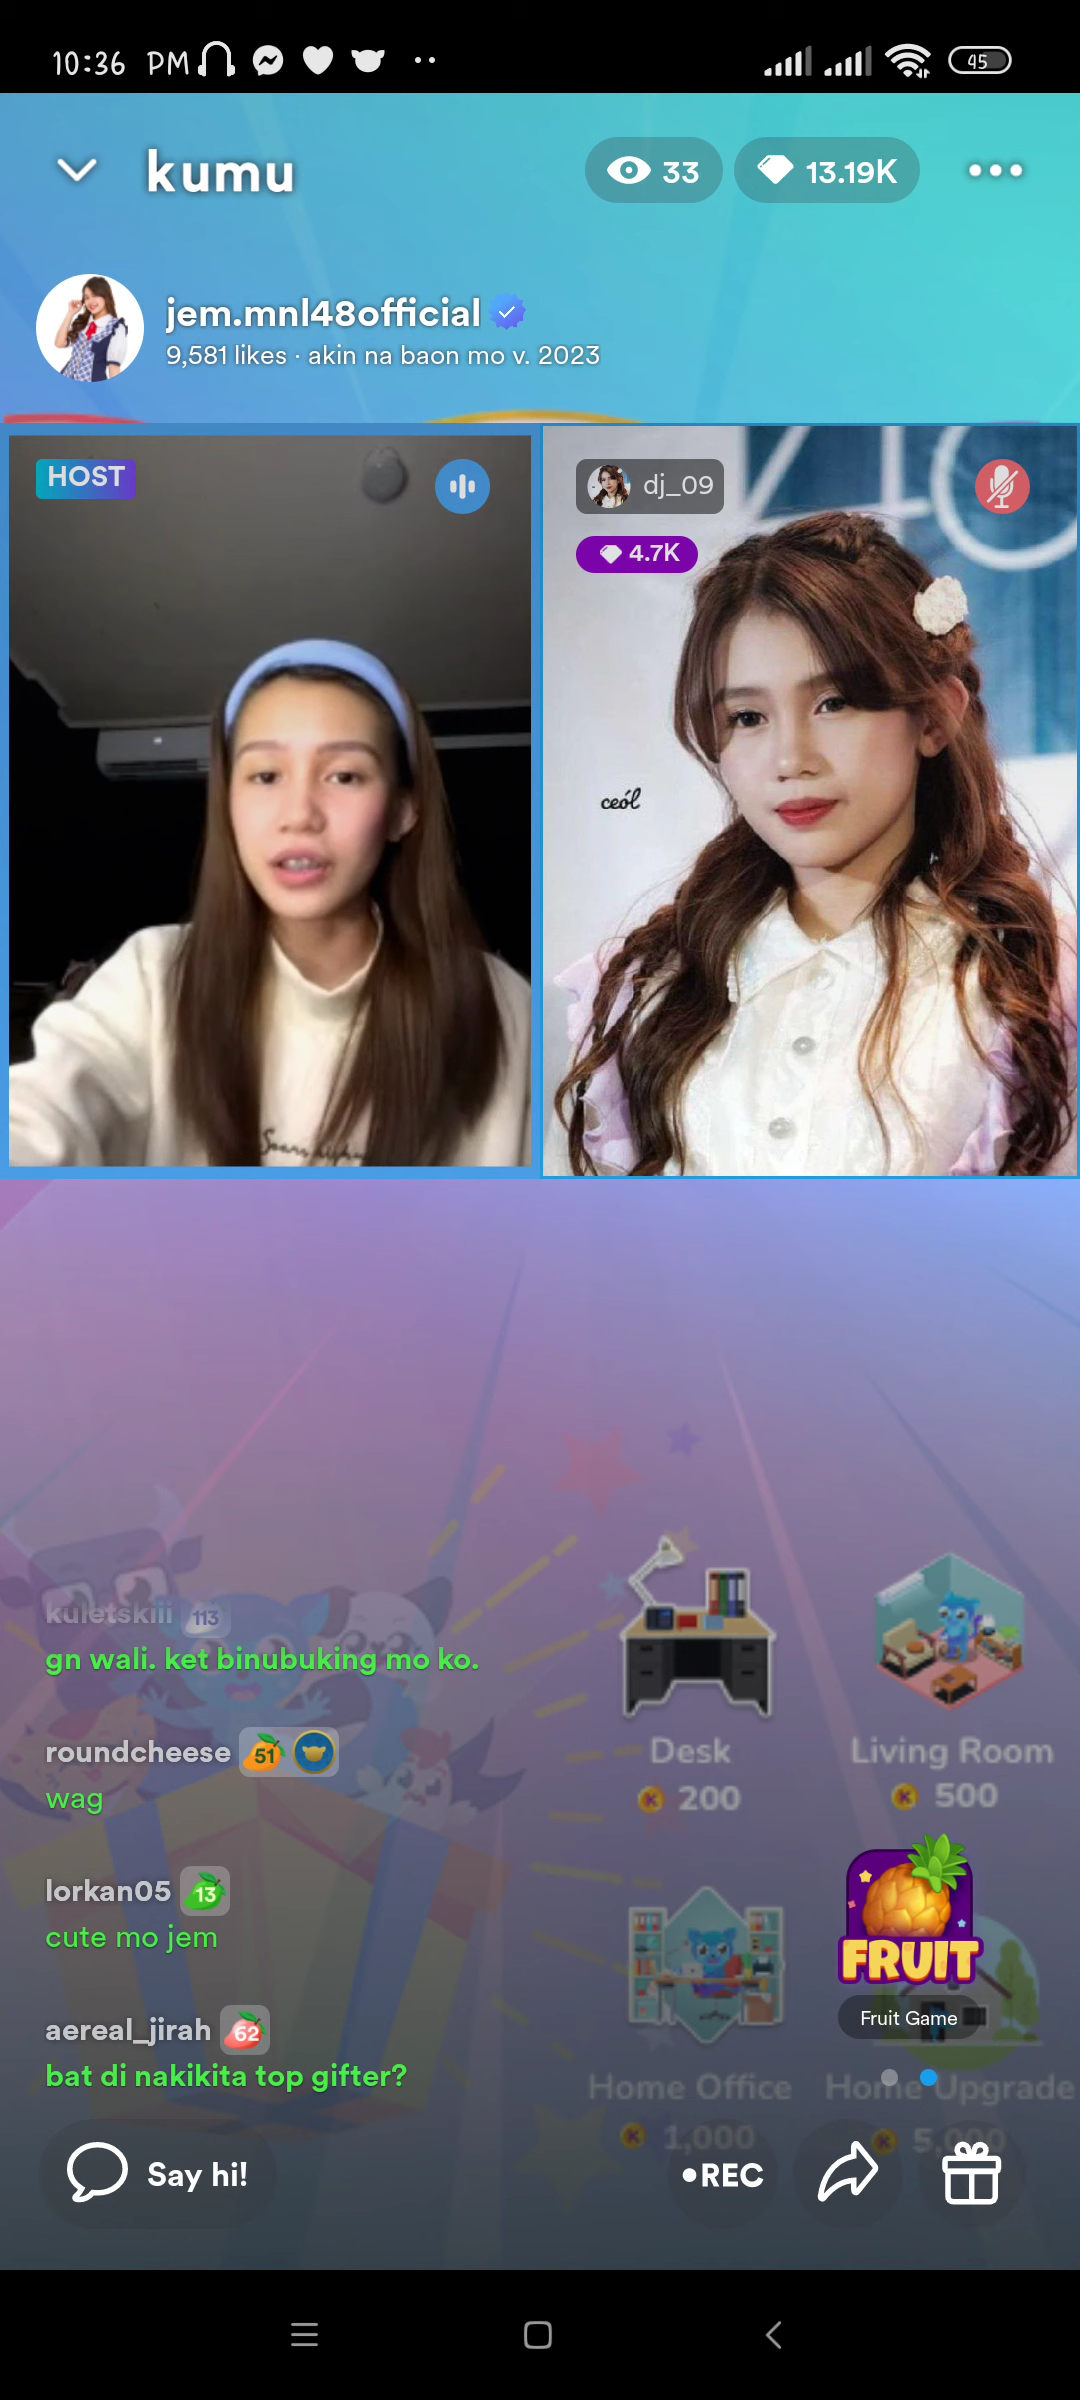 10:36 PM
45
kumu
33
13.19K
jem.mnl48official
9,581 likes · akin na baon mo v. 2023
HOST
dj_09
4.7K
ceól
kuletskiii 113
gn wali. ket binubuking mo ko.
roundcheese 51
wag
lorkan05 13
cute mo jem
aereal_jirah 62
bat di nakikita top gifter?
Desk
K 200
Living Room
K 500
FRUIT
Fruit Game
Home Office
K 1,000
Home Upgrade
K 5,000
Say hi!
•REC